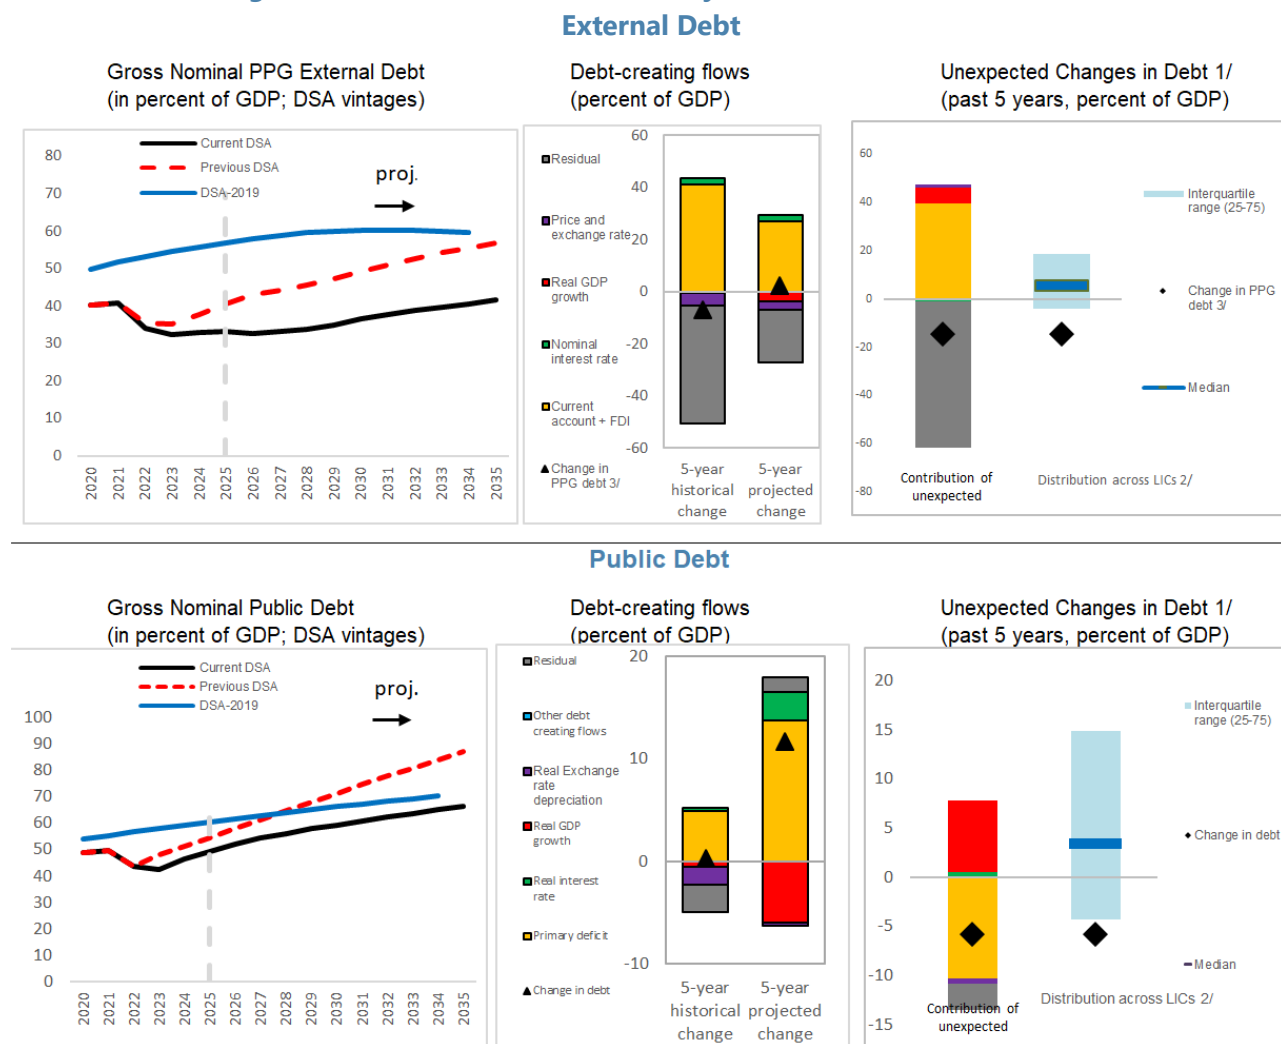 External Debt
Gross Nominal PPG External Debt
(in percent of GDP; DSA vintages)
Current DSA
Previous DSA
DSA-2019
proj.
80
70
60
50
40
30
20
10
0
2020
2021
2022
2023
2024
2025
2026
2027
2028
2029
2030
2031
2032
2033
2034
2035
Debt-creating flows
(percent of GDP)
Residual
Price and
exchange rate
Real GDP
growth
Nominal
interest rate
Current
account + FDI
Change in
PPG debt 3/
60
40
20
0
-20
-40
-60
5-year
historical
change
5-year
projected
change
Unexpected Changes in Debt 1/
(past 5 years, percent of GDP)
60
40
20
0
-20
-40
-60
-80
Contribution of
unexpected
Distribution across LICs 2/
Interquartile
range (25-75)
Change in PPG
debt 3/
Median
Public Debt
Gross Nominal Public Debt
(in percent of GDP; DSA vintages)
Current DSA
Previous DSA
DSA-2019
proj.
100
90
80
70
60
50
40
30
20
10
0
2020
2021
2022
2023
2024
2025
2026
2027
2028
2029
2030
2031
2032
2033
2034
2035
Debt-creating flows
(percent of GDP)
Residual
Other debt
creating flows
Real Exchange
rate
depreciation
Real GDP
growth
Real interest
rate
Primary deficit
Change in debt
20
10
0
-10
5-year
historical
change
5-year
projected
change
Unexpected Changes in Debt 1/
(past 5 years, percent of GDP)
20
15
10
5
0
-5
-10
-15
Contribution of
unexpected
Distribution across LICs 2/
Interquartile
range (25-75)
Change in debt
Median